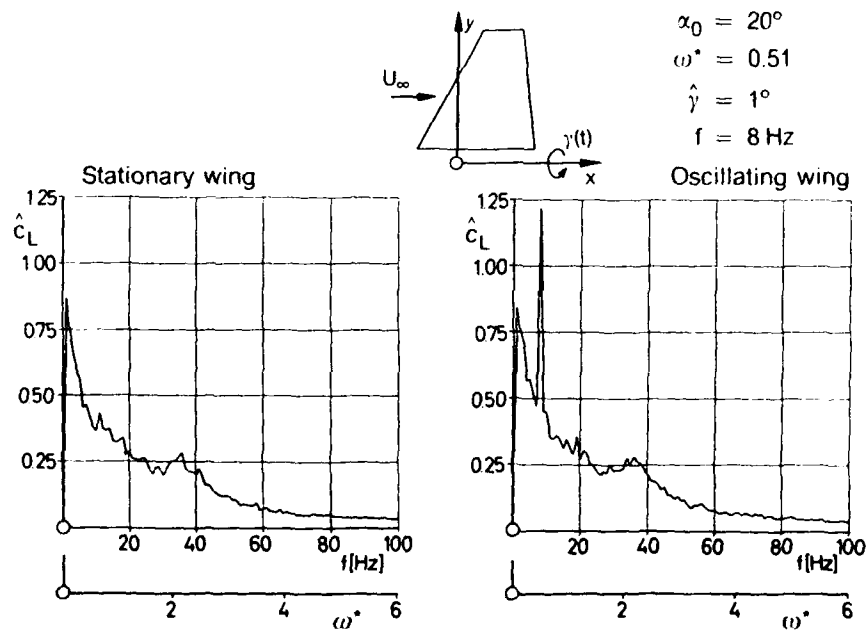 y
U∞
γ(t)
x
α₀ = 20°
ω* = 0.51
γ̂ = 1°
f = 8 Hz
Stationary wing
1.25
ĉL
1.00
0.75
0.50
0.25
20 40 60 80 100
f[Hz]
2 4 6
ω*
Oscillating wing
1.25
ĉL
1.00
0.75
0.50
0.25
20 40 60 80 100
f[Hz]
2 4 6
ω*